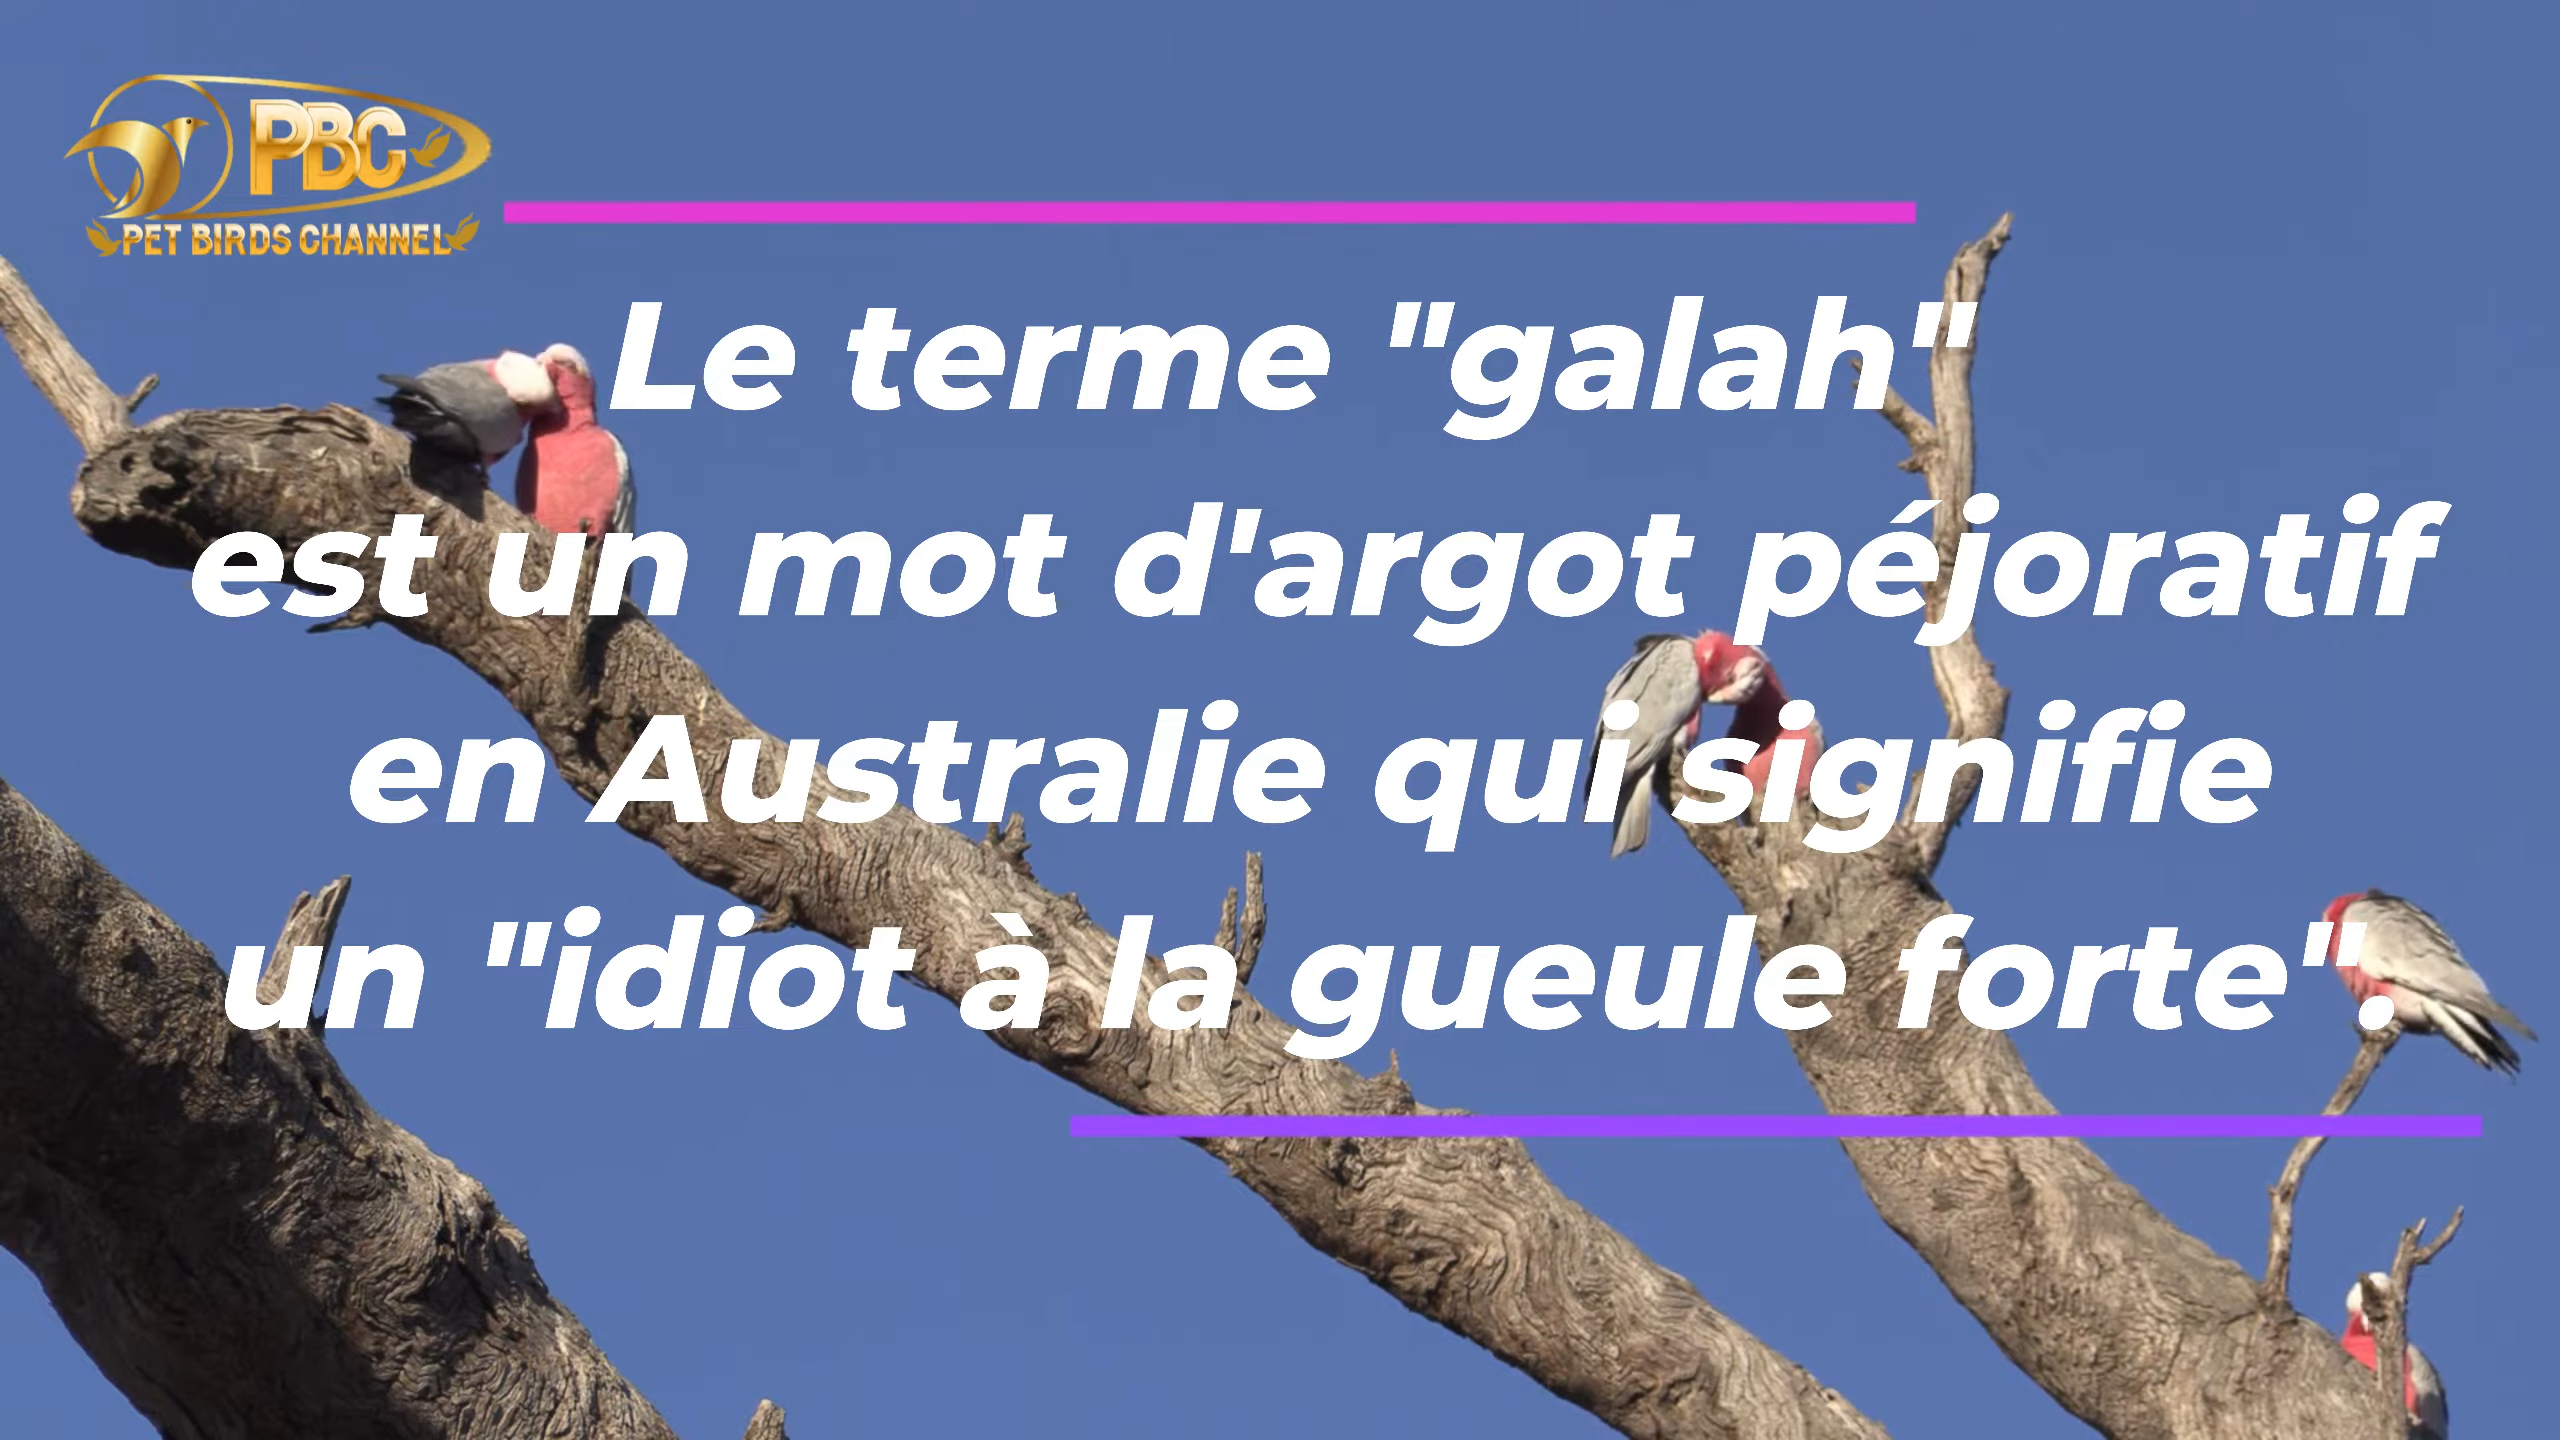 PBC
PET BIRDS CHANNEL
Le terme "galah"
est un mot d'argot péjoratif
en Australie qui signifie
un "idiot à la gueule forte".